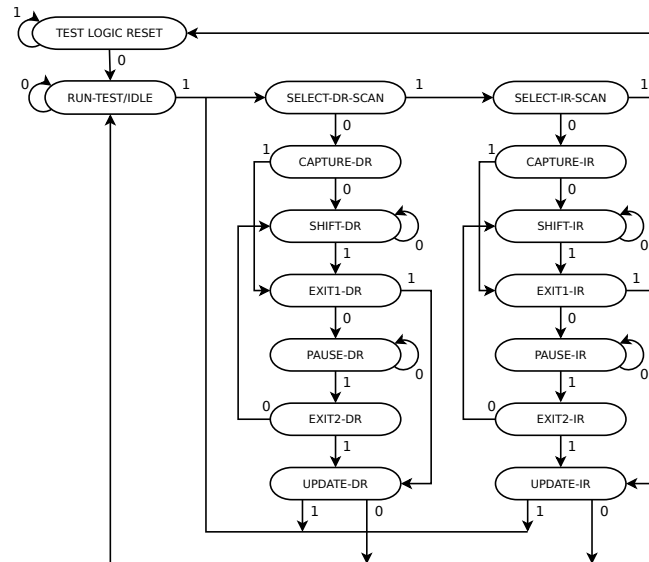 1
TEST LOGIC RESET
0
0
RUN-TEST/IDLE
1
SELECT-DR-SCAN
1
SELECT-IR-SCAN
1
0
0
1
CAPTURE-DR
1
CAPTURE-IR
0
0
SHIFT-DR
0
SHIFT-IR
0
1
1
EXIT1-DR
1
EXIT1-IR
1
0
0
PAUSE-DR
0
PAUSE-IR
0
1
1
0
EXIT2-DR
0
EXIT2-IR
1
1
UPDATE-DR
UPDATE-IR
1
0
1
0